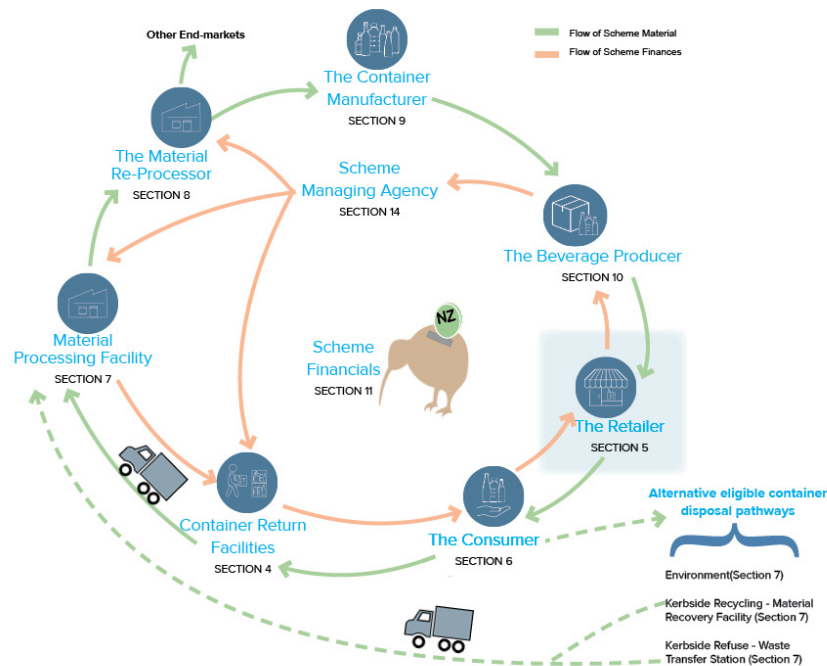 Other End-markets
Flow of Scheme Material
Flow of Scheme Finances
The Container
Manufacturer
SECTION 9
The Material
Re-Processor
SECTION 8
Scheme
Managing Agency
SECTION 14
The Beverage Producer
SECTION 10
NZ
Material
Processing Facility
SECTION 7
Scheme
Financials
SECTION 11
The Retailer
SECTION 5
Container Return
Facilities
SECTION 4
The Consumer
SECTION 6
Alternative eligible container
disposal pathways
Environment(Section 7)
Kerbside Recycling - Material
Recovery Facility (Section 7)
Kerbside Refuse - Waste
Transfer Station (Section 7)